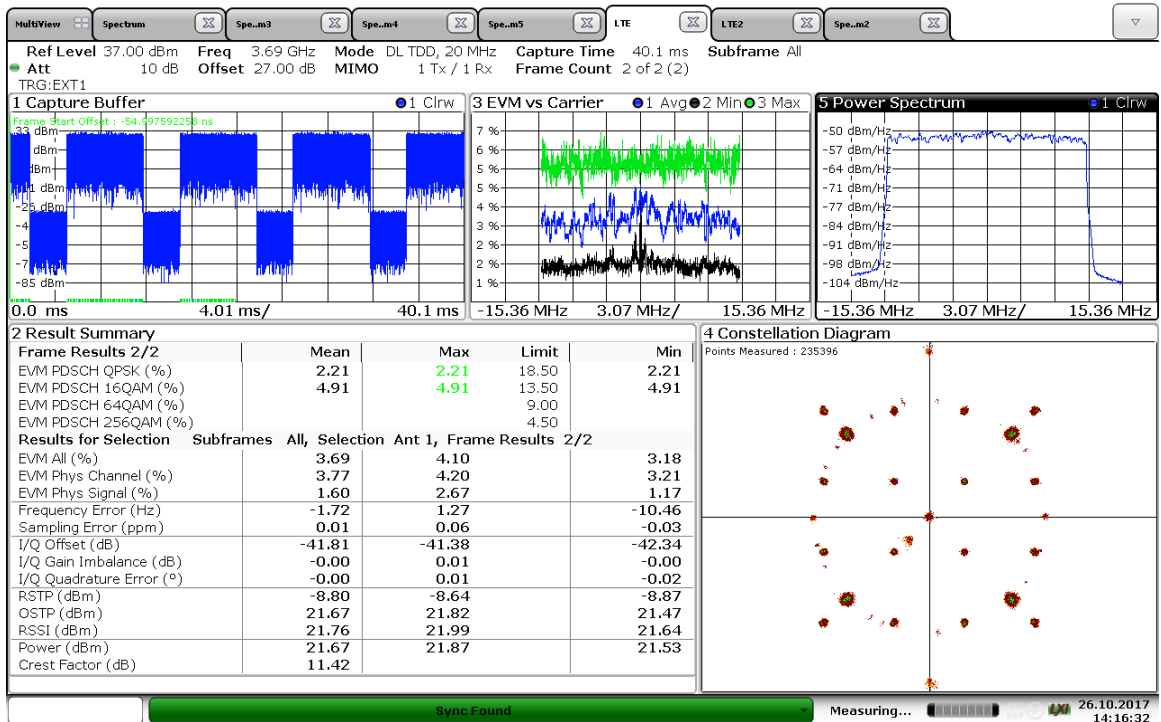 MultiView Spectrum Spe..m3 Spe..m4 Spe..m5 LTE LTE2 Spe..m2
Ref Level 37.00 dBm Freq 3.69 GHz Mode DL TDD, 20 MHz Capture Time 40.1 ms Subframe All
Att 10 dB Offset 27.00 dB MIMO 1 Tx / 1 Rx Frame Count 2 of 2 (2)
TRG:EXT1
1 Capture Buffer 1 Clrw
Frame Start Offset : -54.997592258 ns
33 dBm
dBm
dBm
dBm
-25 dBm
-85 dBm
0.0 ms 4.01 ms/ 40.1 ms
3 EVM vs Carrier 1 Avg 2 Min 3 Max
7 %
6 %
5 %
5 %
4 %
3 %
2 %
2 %
1 %
-15.36 MHz 3.07 MHz/ 15.36 MHz
5 Power Spectrum 1 Clrw
-50 dBm/Hz
-57 dBm/Hz
-64 dBm/Hz
-71 dBm/Hz
-77 dBm/Hz
-84 dBm/Hz
-91 dBm/Hz
-98 dBm/Hz
-104 dBm/Hz
-15.36 MHz 3.07 MHz/ 15.36 MHz
2 Result Summary
Frame Results 2/2 Mean Max Limit Min
EVM PDSCH QPSK (%) 2.21 2.21 18.50 2.21
EVM PDSCH 16QAM (%) 4.91 4.91 13.50 4.91
EVM PDSCH 64QAM (%) 9.00
EVM PDSCH 256QAM (%) 4.50
Results for Selection Subframes All, Selection Ant 1, Frame Results 2/2
EVM All (%) 3.69 4.10 3.18
EVM Phys Channel (%) 3.77 4.20 3.21
EVM Phys Signal (%) 1.60 2.67 1.17
Frequency Error (Hz) -1.72 1.27 -10.46
Sampling Error (ppm) 0.01 0.06 -0.03
I/Q Offset (dB) -41.81 -41.38 -42.34
I/Q Gain Imbalance (dB) -0.00 0.01 -0.00
I/Q Quadrature Error (°) -0.00 0.01 -0.02
RSTP (dBm) -8.80 -8.64 -8.87
OSTP (dBm) 21.67 21.82 21.47
RSSI (dBm) 21.76 21.99 21.64
Power (dBm) 21.67 21.87 21.53
Crest Factor (dB) 11.42
4 Constellation Diagram
Points Measured : 235396
Sync Found
Measuring...
LXI
26.10.2017
14:16:32